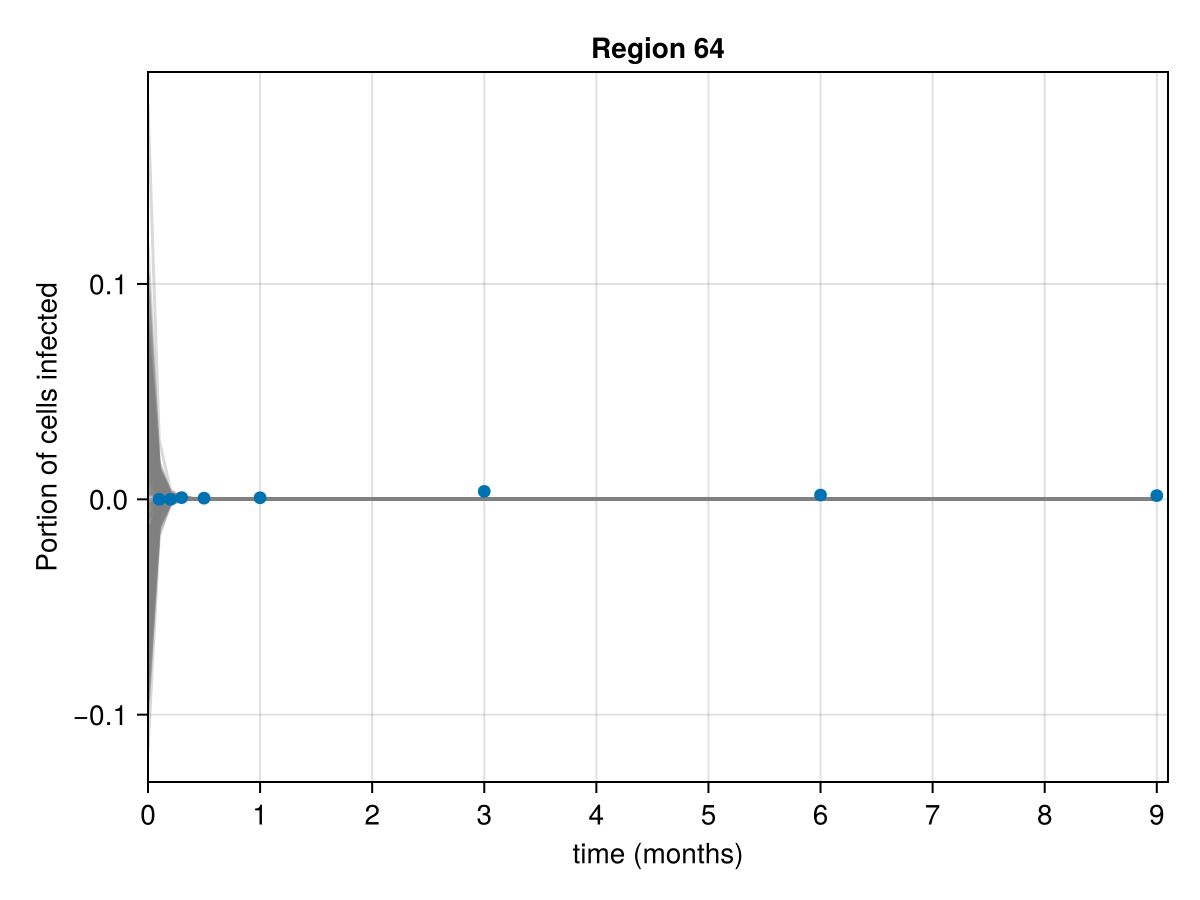 Region 64
Portion of cells infected
0.1
0.0
−0.1
0 1 2 3 4 5 6 7 8 9
time (months)